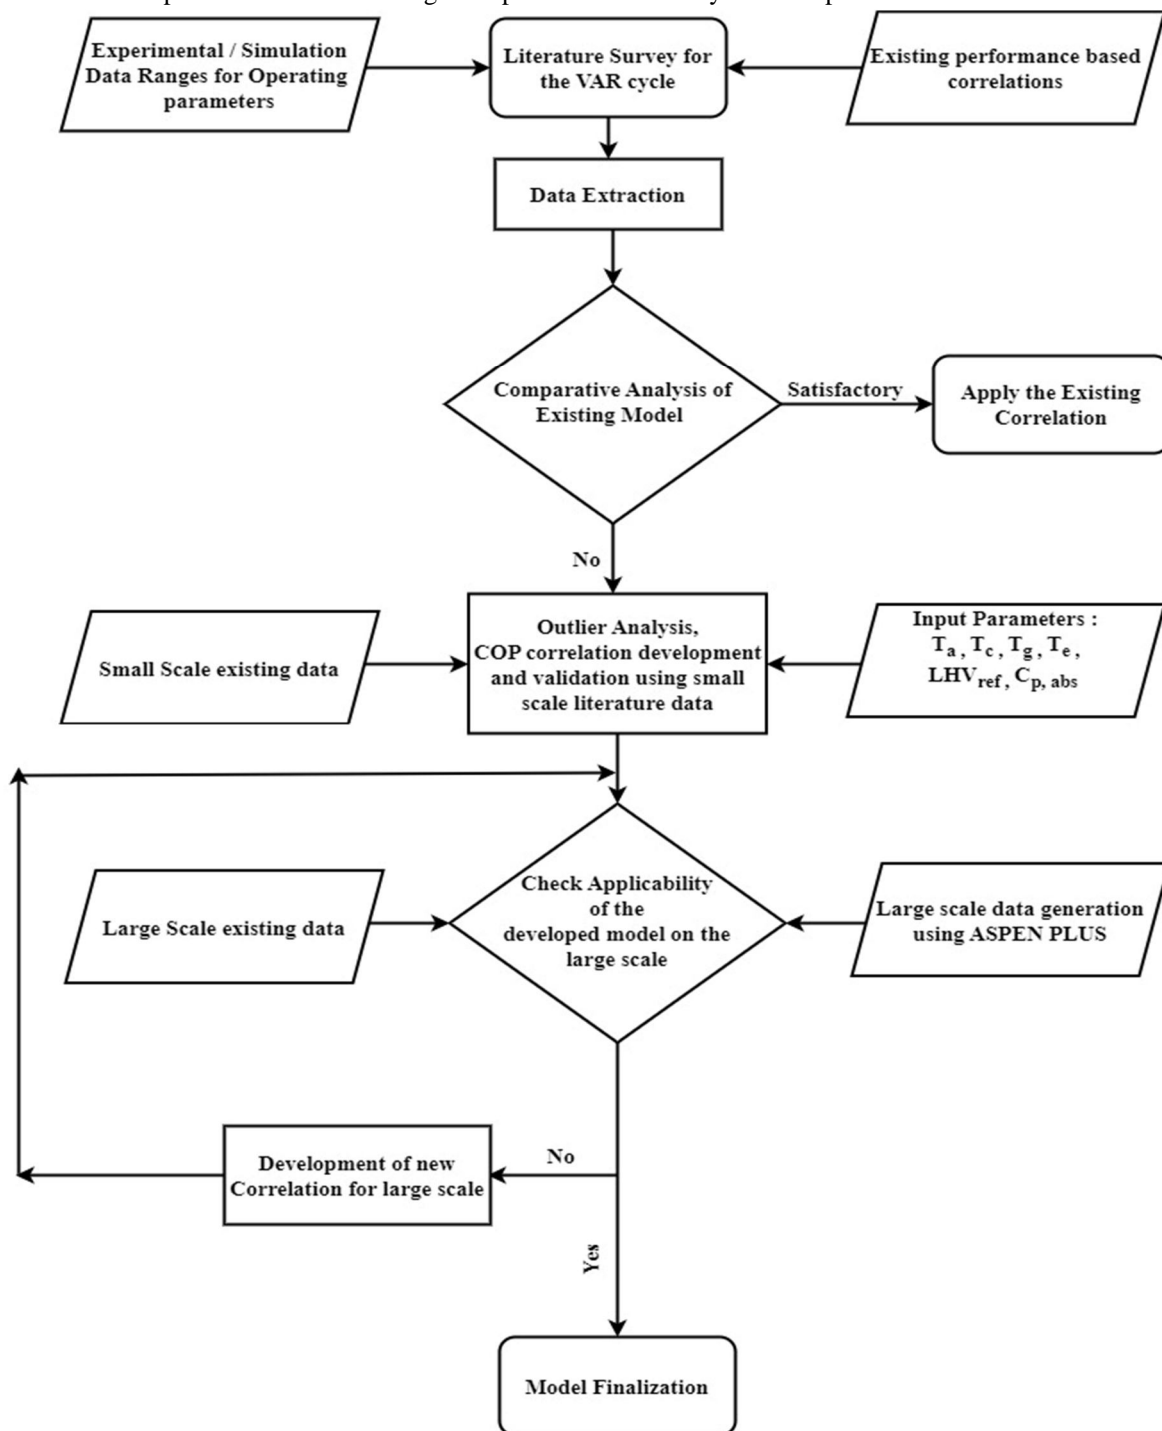 Experimental / Simulation
Data Ranges for Operating
parameters
Literature Survey for
the VAR cycle
Existing performance based
correlations
Data Extraction
Comparative Analysis of
Existing Model
Satisfactory
Apply the Existing
Correlation
No
Small Scale existing data
Outlier Analysis,
COP correlation development
and validation using small
scale literature data
Input Parameters :
Ta , Tc , Tg , Te ,
LHVref , Cp, abs
Large Scale existing data
Check Applicability
of the
developed model on the
large scale
Large scale data generation
using ASPEN PLUS
Development of new
Correlation for large scale
No
Yes
Model Finalization